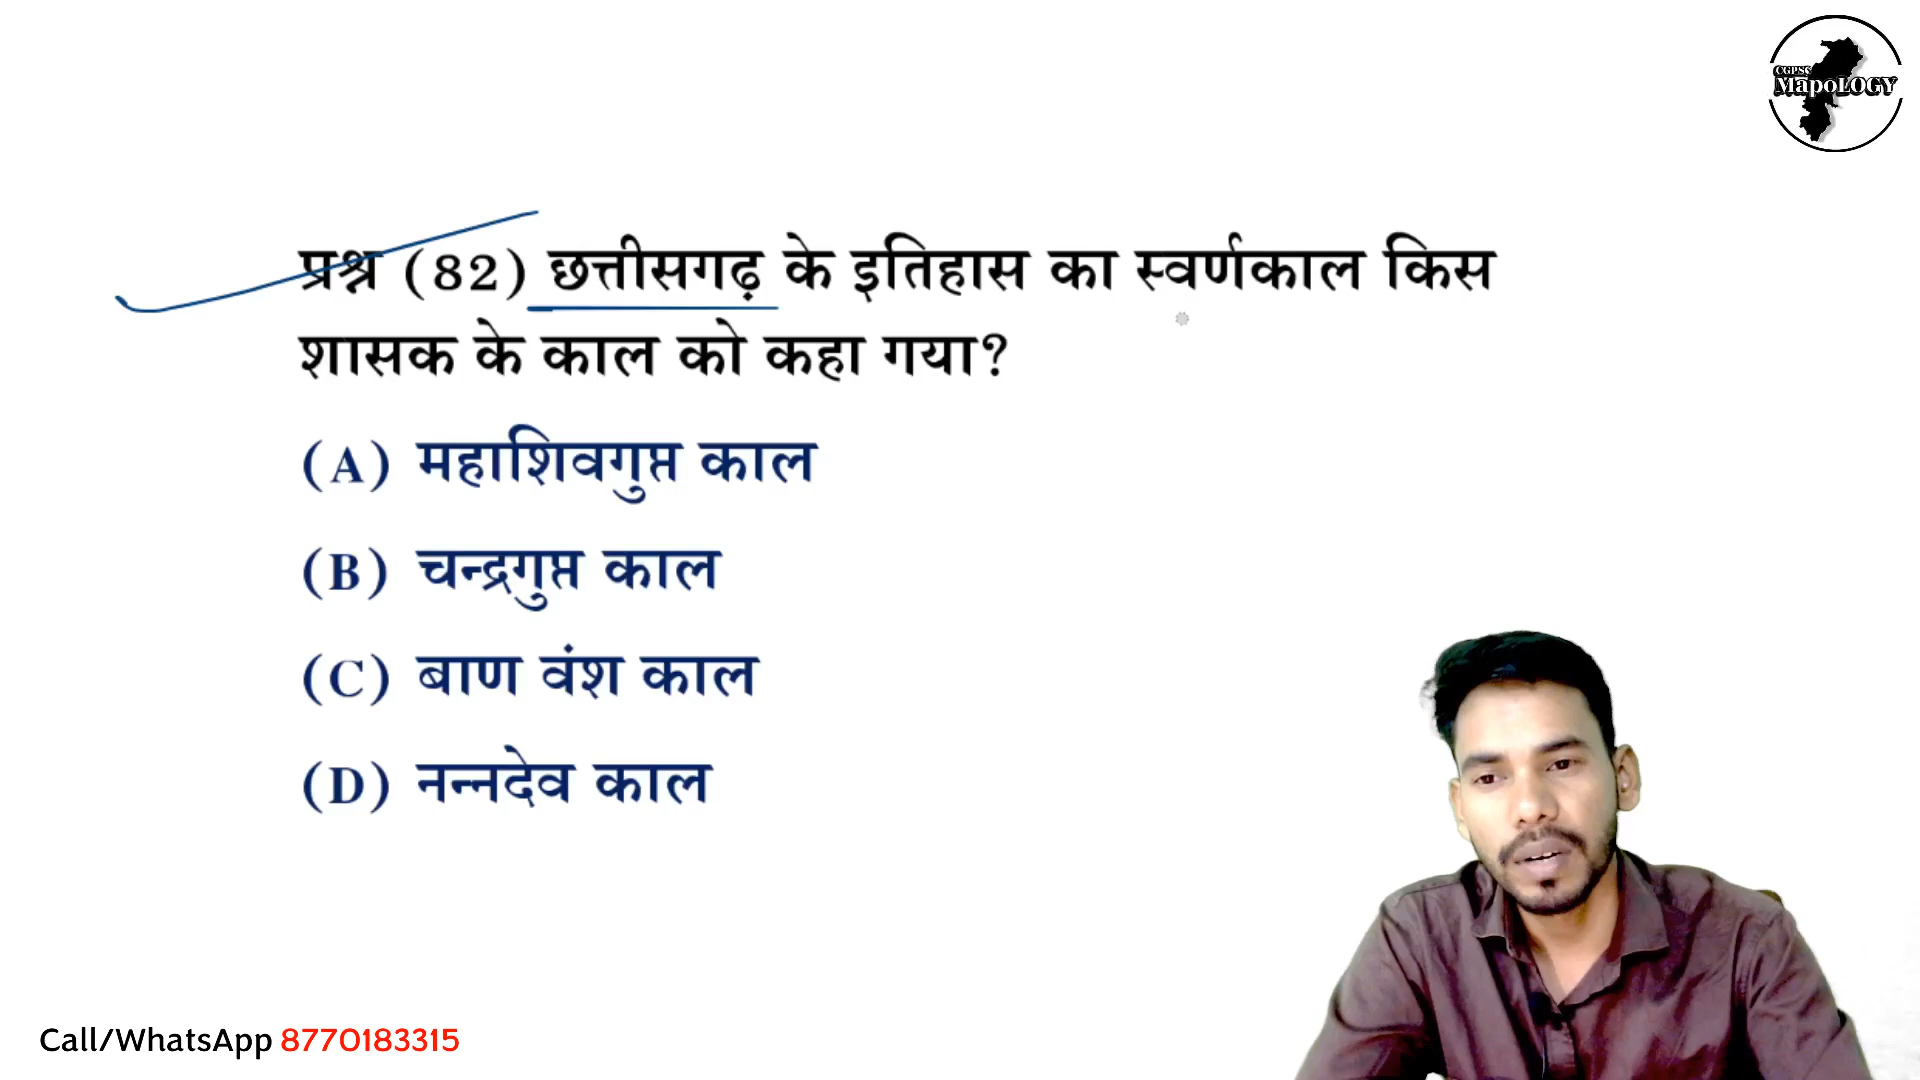 CGPSC
MapoLOGY
प्रश्न (82) छत्तीसगढ़ के इतिहास का स्वर्णकाल किस
शासक के काल को कहा गया?
(A) महाशिवगुप्त काल
(B) चन्द्रगुप्त काल
(C) बाण वंश काल
(D) नन्नदेव काल
Call/WhatsApp 8770183315